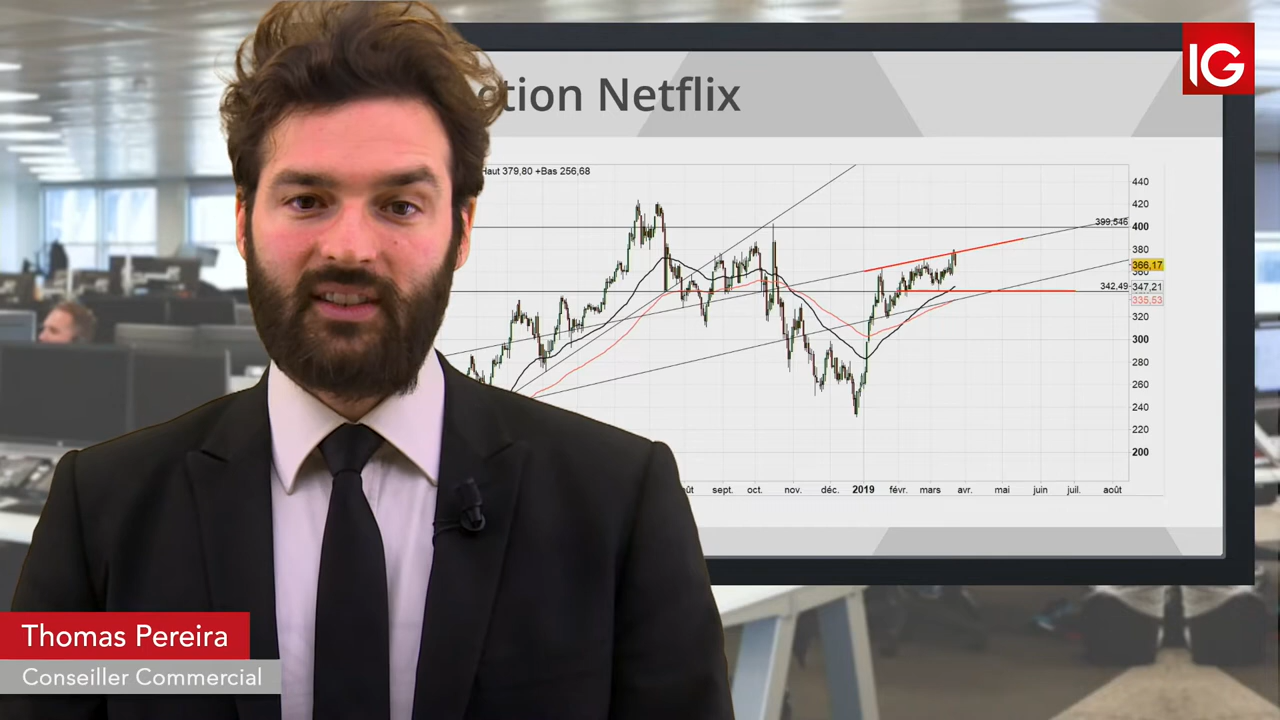 IG
ction Netflix
Haut 379,80 +Bas 256,68
440
420
399,546
400
380
366,17
360
342,49
347,21
335,53
320
300
280
260
240
220
200
sept.
oct.
nov.
déc.
2019
févr.
mars
avr.
mai
juin
juil.
août
Thomas Pereira
Conseiller Commercial